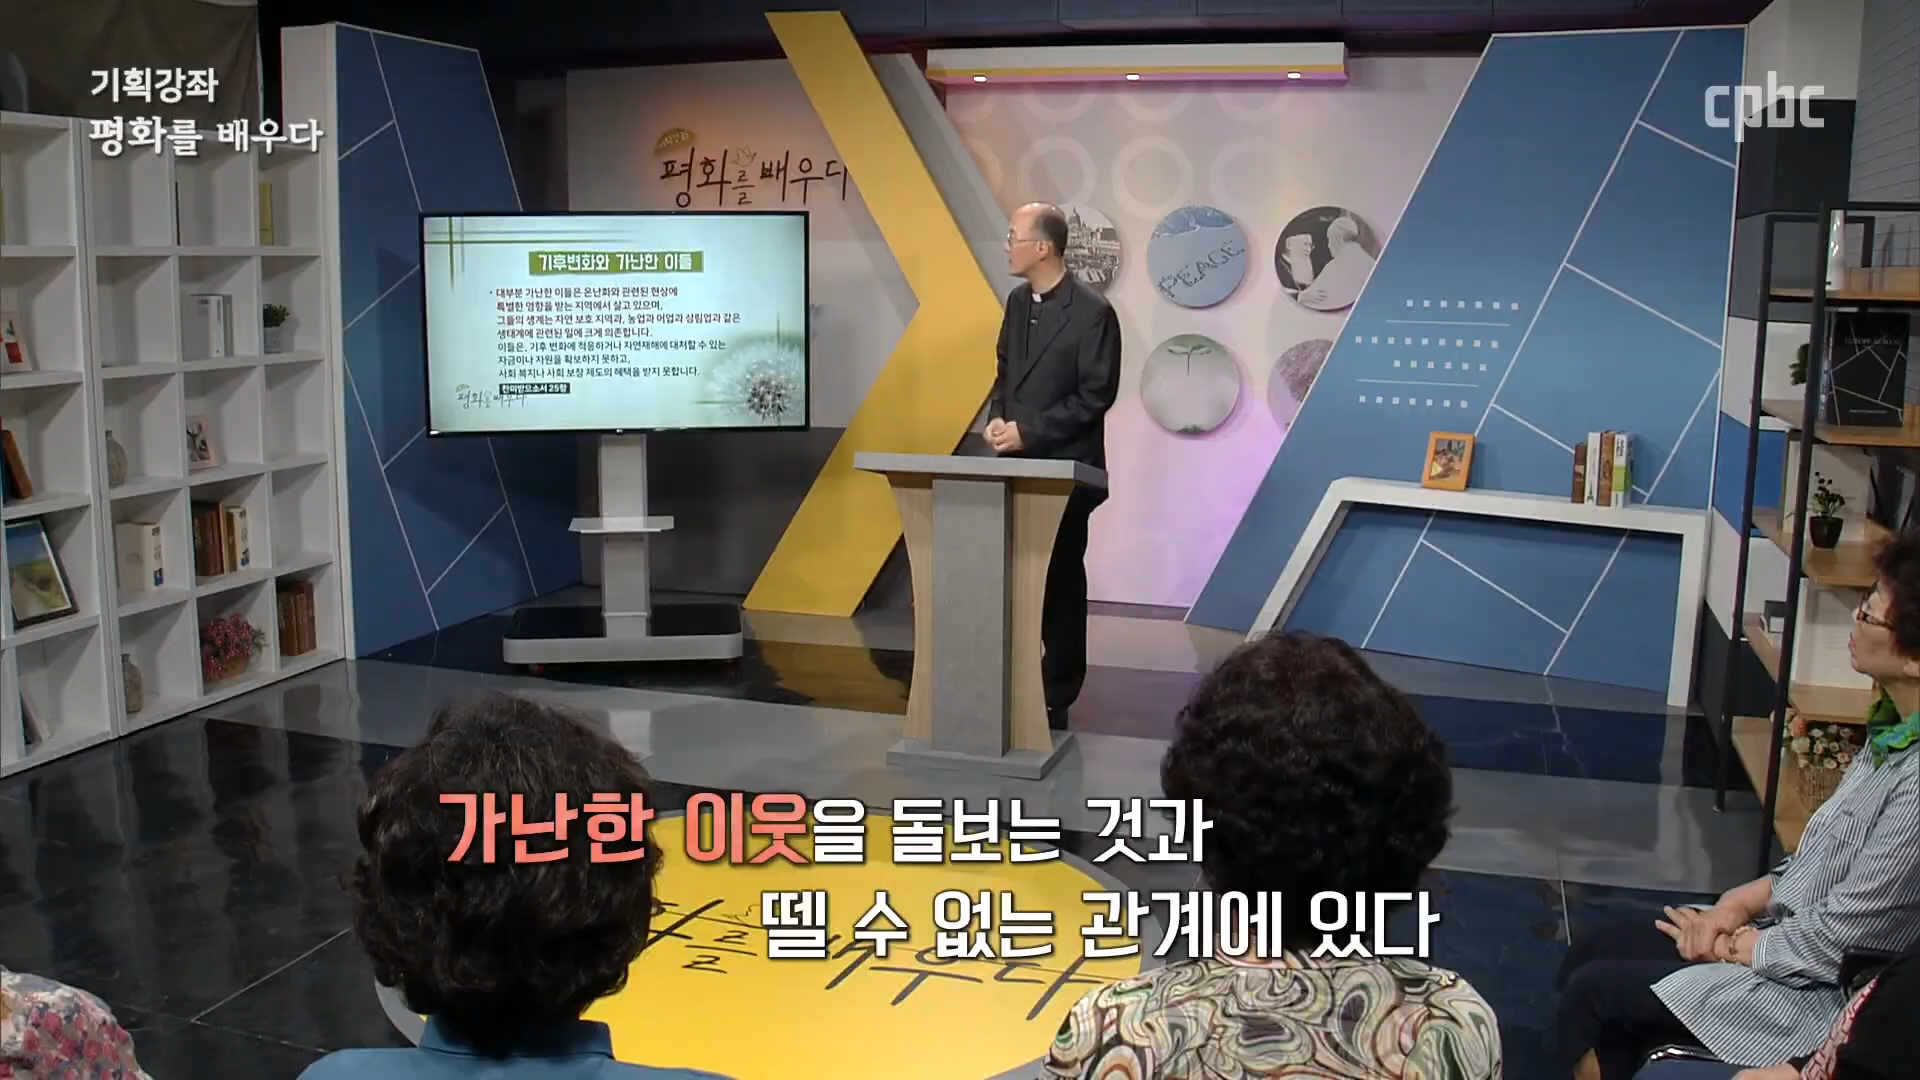 기획강좌
평화를 배우다
cpbc
평화를 배우다
기후변화와 가난한 이들
· 대부분 가난한 이들은 온난화와 관련된 현상에
특별한 영향을 받는 지역에서 살고 있으며,
그들의 생계는 자연 보호 지역과, 농업과 어업과 삼림업과 같은
생태계에 관련된 일에 크게 의존합니다.
이들은, 기후 변화에 적응하거나 자연재해에 대처할 수 있는
자금이나 자원을 확보하지 못하고,
사회 복지나 사회 보장 제도의 혜택을 받지 못합니다.
찬미받으소서 25항
평화를 배우다
PEACE
가난한 이웃을 돌보는 것과
뗄 수 없는 관계에 있다
를 배우다